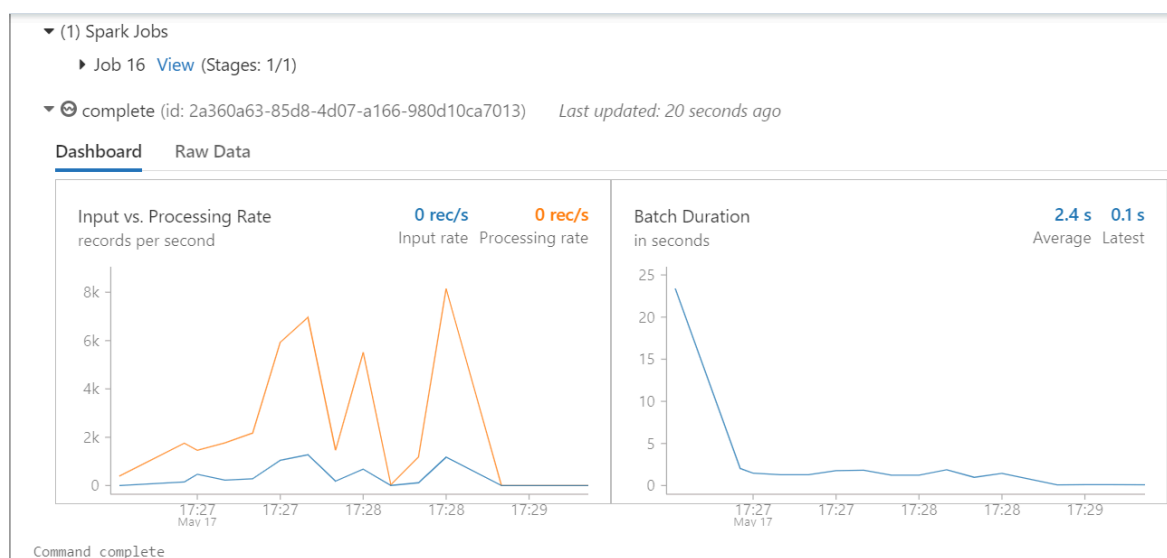 (1) Spark Jobs
Job 16 View (Stages: 1/1)
complete (id: 2a360a63-85d8-4d07-a166-980d10ca7013) Last updated: 20 seconds ago
Dashboard Raw Data
Input vs. Processing Rate
records per second
0 rec/s 0 rec/s
Input rate Processing rate
8k
6k
4k
2k
0
17:27 17:27 17:28 17:28 17:29
May 17
Batch Duration
in seconds
2.4 s 0.1 s
Average Latest
25
20
15
10
5
0
17:27 17:27 17:28 17:28 17:29
May 17
Command complete